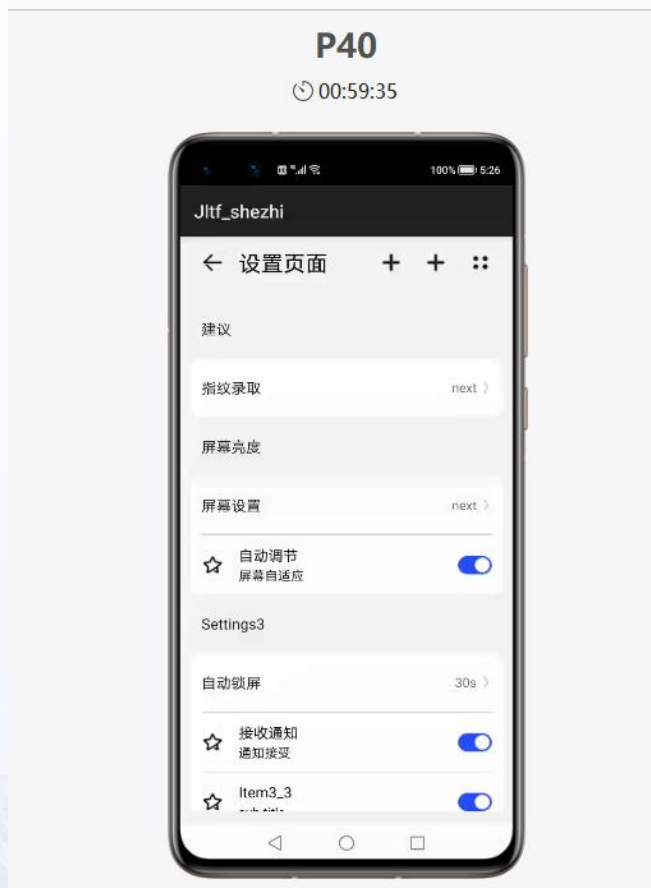 P40
00:59:35
100% 5:26
Jltf_shezhi
设置页面
建议
指纹录取 next
屏幕亮度
屏幕设置 next
自动调节
屏幕自适应
Settings3
自动锁屏 30s
接收通知
通知接受
Item3_3